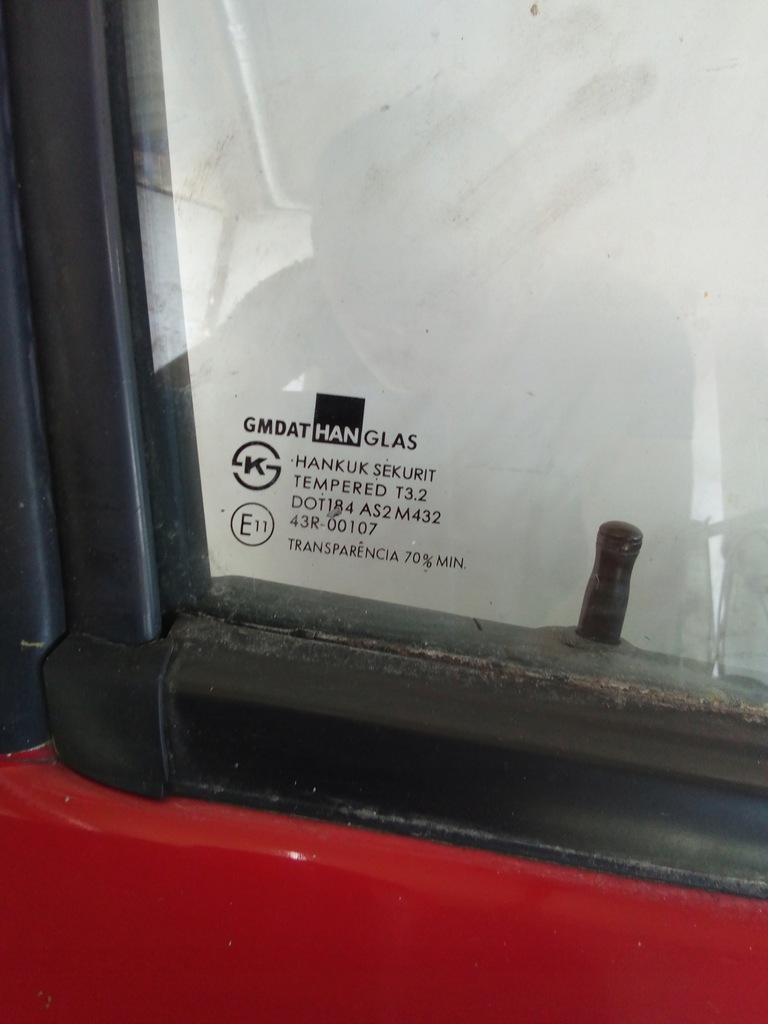 GMDAT HAN GLAS
K
·HANKUK SEKURIT
TEMPERED T3.2
DOT184 AS2 M432
E11 43R-00107
TRANSPARÊNCIA 70% MIN.